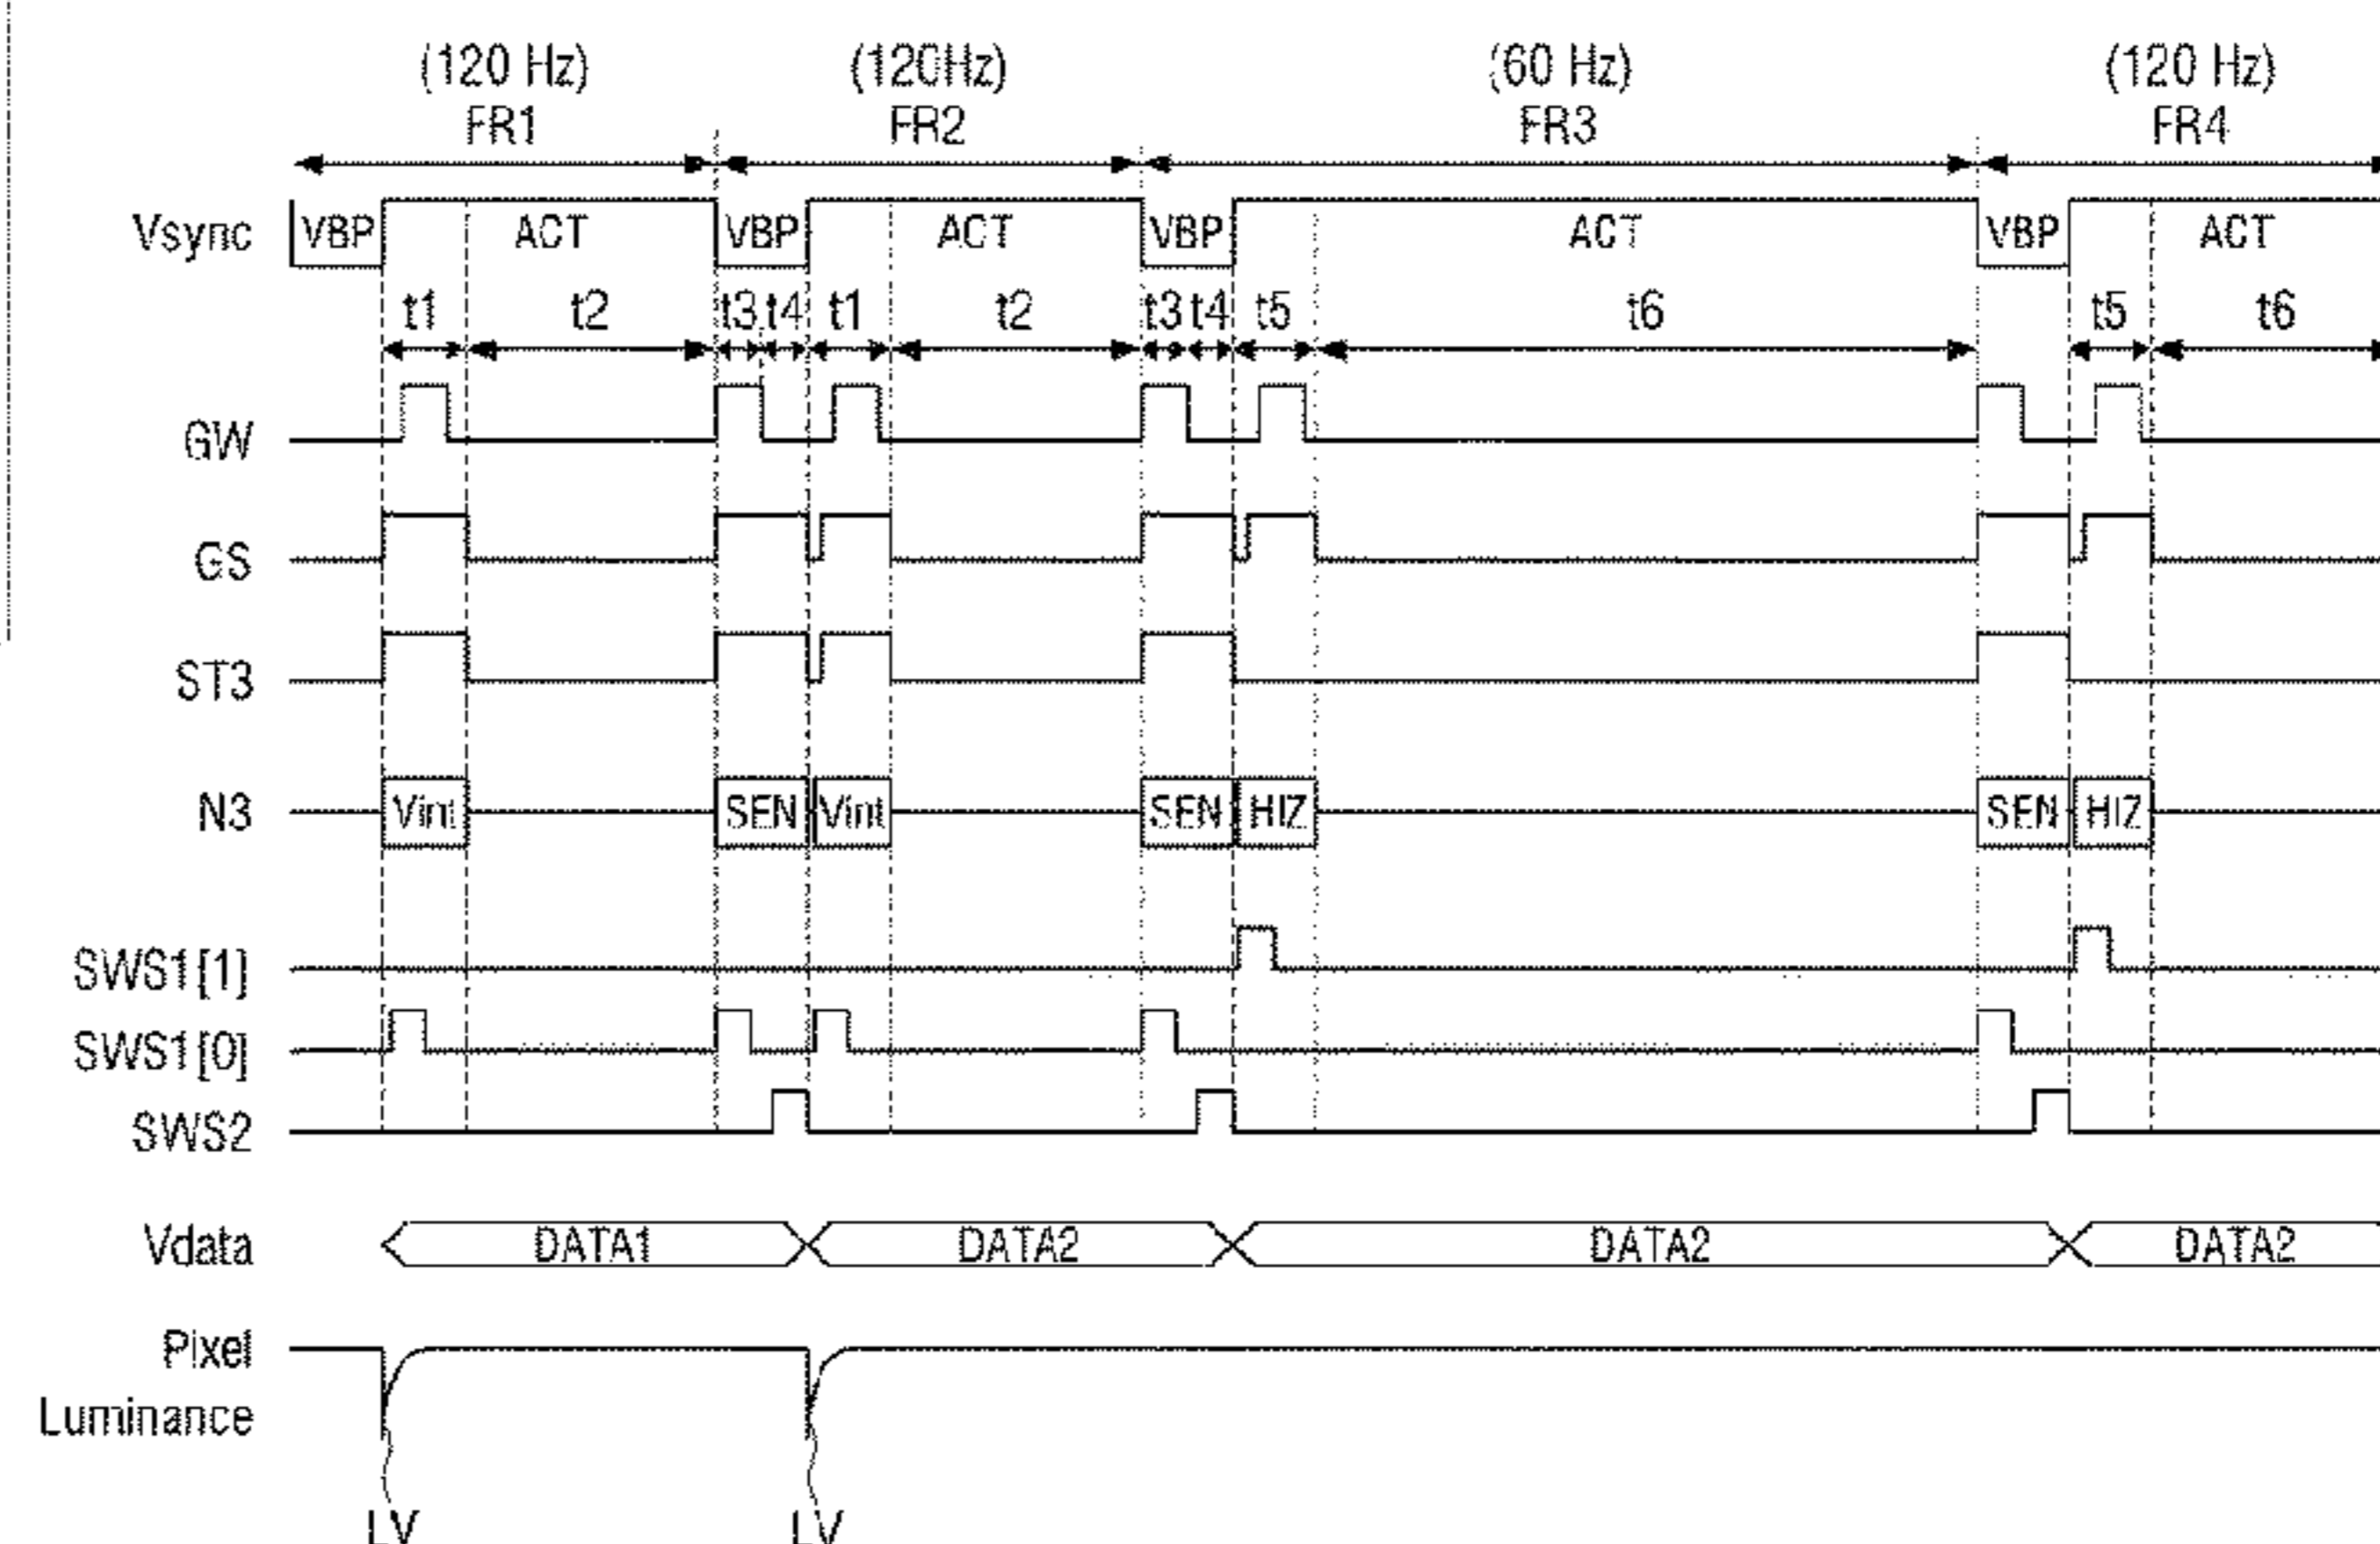 (120 Hz) (120Hz) (60 Hz) (120 Hz)
FR1 FR2 FR3 FR4
Vsync VBP ACT VBP ACT VBP ACT VBP ACT
t1 t2 t3 t4 t1 t2 t3 t4 t5 t6 t5 t6
GW
GS
ST3
N3 Vint SEN Vint SEN HIZ SEN HIZ
SWS1[1]
SWS1[0]
SWS2
Vdata DATA1 DATA2 DATA2 DATA2
Pixel
Luminance
LV LV